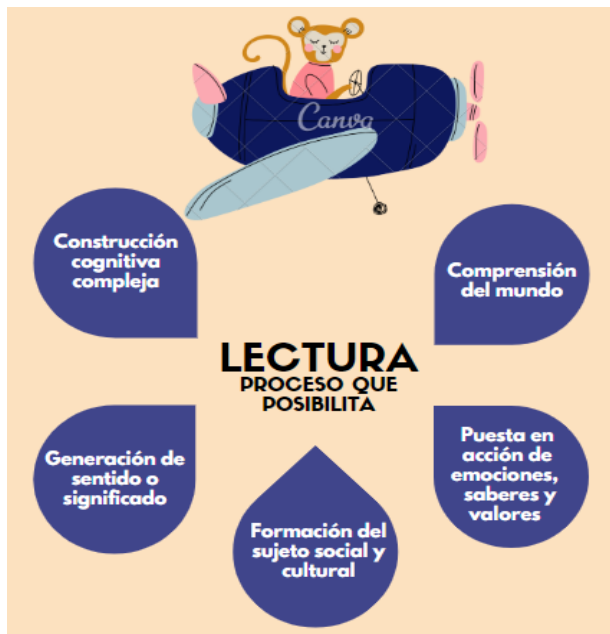 Canva
Construcción
cognitiva
compleja
Comprensión
del mundo
LECTURA
PROCESO QUE
POSIBILITA
Generación de
sentido o
significado
Puesta en
acción de
emociones,
saberes y
valores
Formación del
sujeto social y
cultural